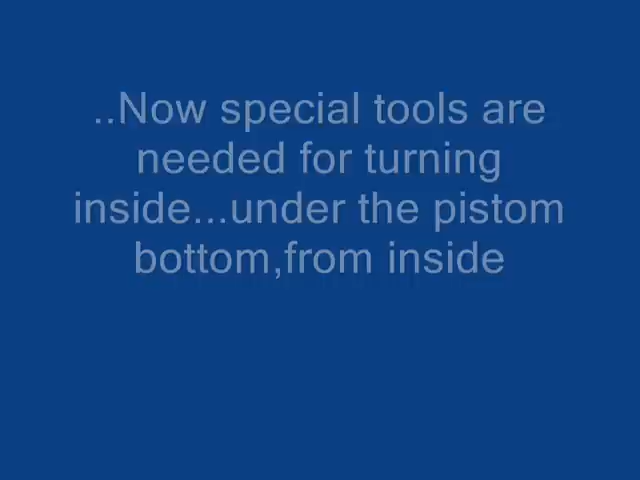 ..Now special tools are
needed for turning
inside...under the pistom
bottom,from inside